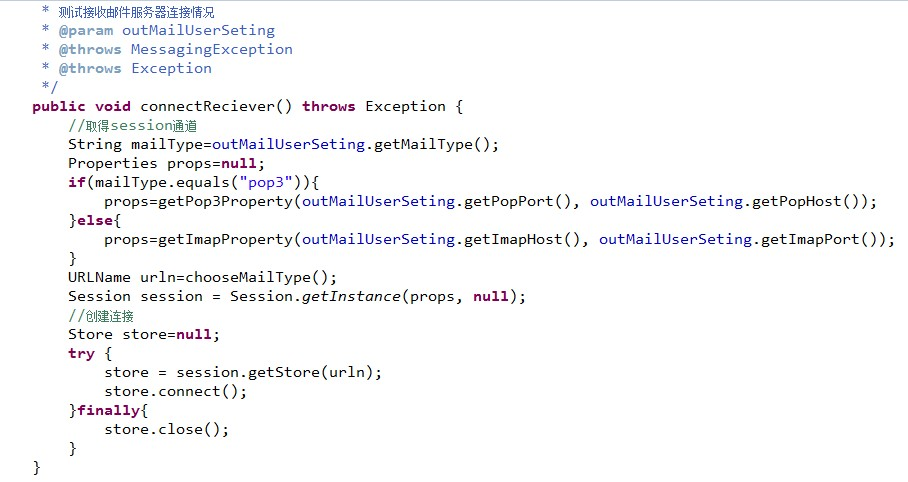 * 测试接收邮件服务器连接情况
* @param outMailUserSeting
* @throws MessagingException
* @throws Exception
*/
public void connectReciever() throws Exception {
//取得session通道
String mailType=outMailUserSeting.getMailType();
Properties props=null;
if(mailType.equals("pop3")){
props=getPop3Property(outMailUserSeting.getPopPort(), outMailUserSeting.getPopHost());
}else{
props=getImapProperty(outMailUserSeting.getImapHost(), outMailUserSeting.getImapPort());
}
URLName urln=chooseMailType();
Session session = Session.getInstance(props, null);
//创建连接
Store store=null;
try {
store = session.getStore(urln);
store.connect();
}finally{
store.close();
}
}